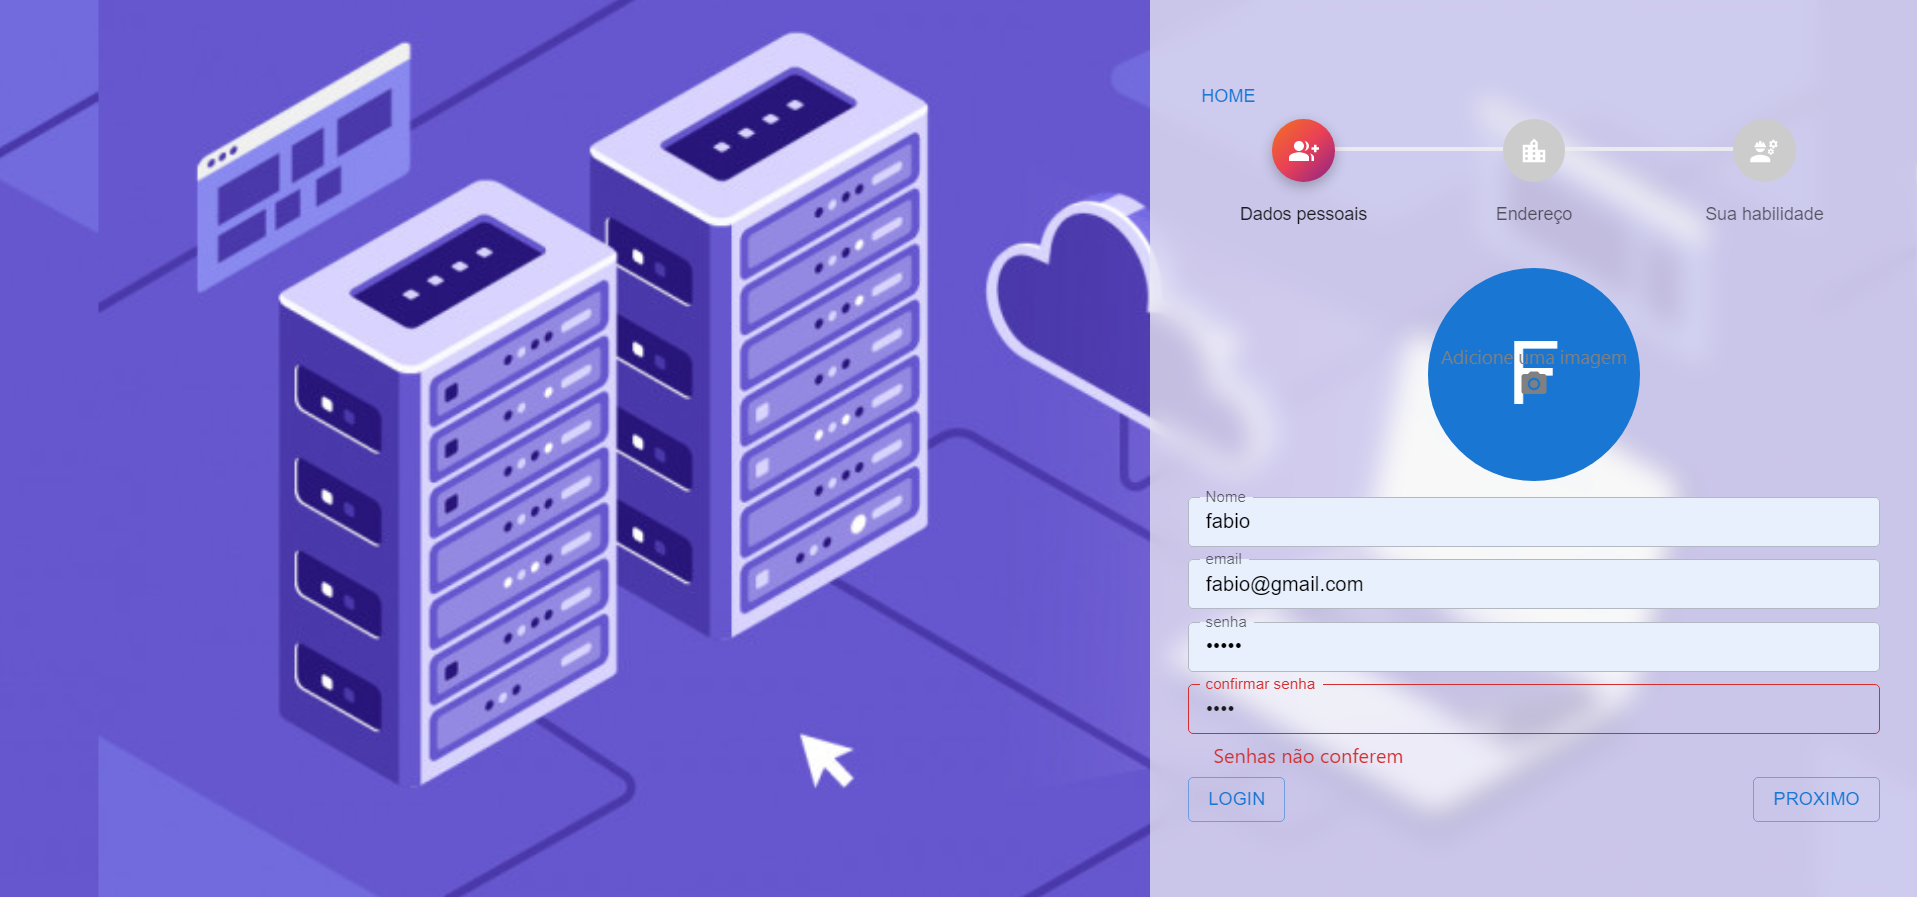 HOME
Dados pessoais
Endereço
Sua habilidade
F
Adicione uma imagem
Nome
fabio
email
fabio@gmail.com
senha
•••••
confirmar senha
••••
Senhas não conferem
LOGIN
PROXIMO